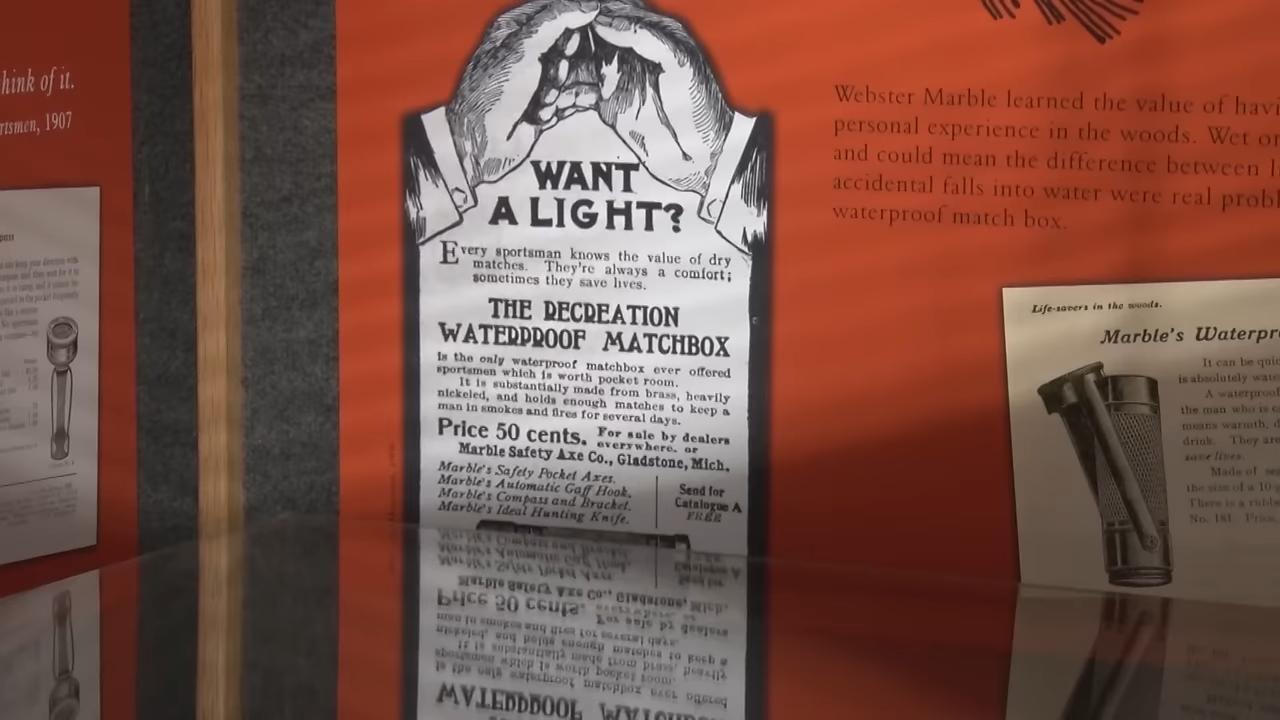 hink of it.
rtsmen, 1907
WANT
A LIGHT?
Every sportsman knows the value of dry
matches. They're always a comfort;
sometimes they save lives.
THE RECREATION
WATERPROOF MATCHBOX
is the only waterproof matchbox ever offered
sportsmen which is worth pocket room.
It is substantially made from brass, heavily
nickeled, and holds enough matches to keep a
man in smokes and fires for several days.
Price 50 cents. For sale by dealers
everywhere, or
Marble Safety Axe Co., Gladstone, Mich.
Marble's Safety Pocket Axes.
Marble's Automatic Gaff Hook.
Marble's Compass and Bracket.
Marble's Ideal Hunting Knife.
Send for
Catalogue A
FREE
Webster Marble learned the value of havi
personal experience in the woods. Wet or
and could mean the difference between l
accidental falls into water were real probl
waterproof match box.
Life-savers in the woods.
Marble's Waterpro
It can be quic
is absolutely wate
A waterproof
the man who is c
means warmth, d
drink. They are
save lives.
Made of sea
the size of a 10 g
There is a rubb
No. 181. Price,